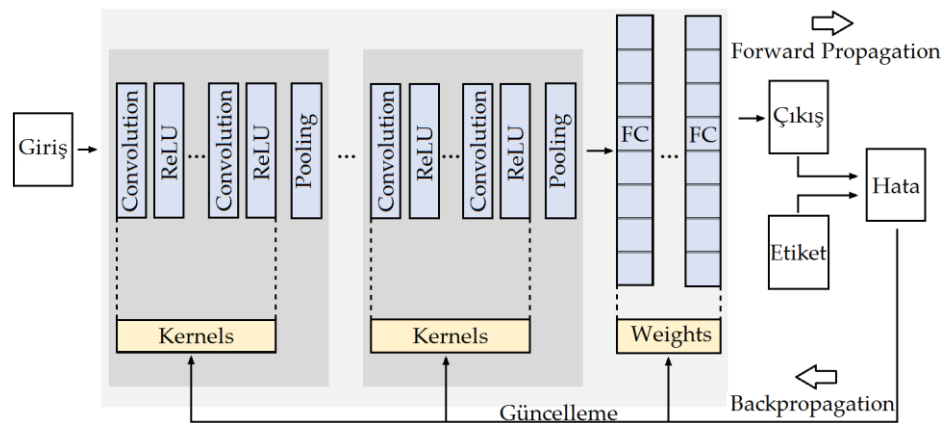 Forward Propagation
Giriş
Convolution
ReLU
...
Convolution
ReLU
Pooling
...
Convolution
ReLU
...
Convolution
ReLU
Pooling
FC
...
FC
Çıkış
Hata
Etiket
Kernels
Kernels
Weights
Güncelleme
Backpropagation